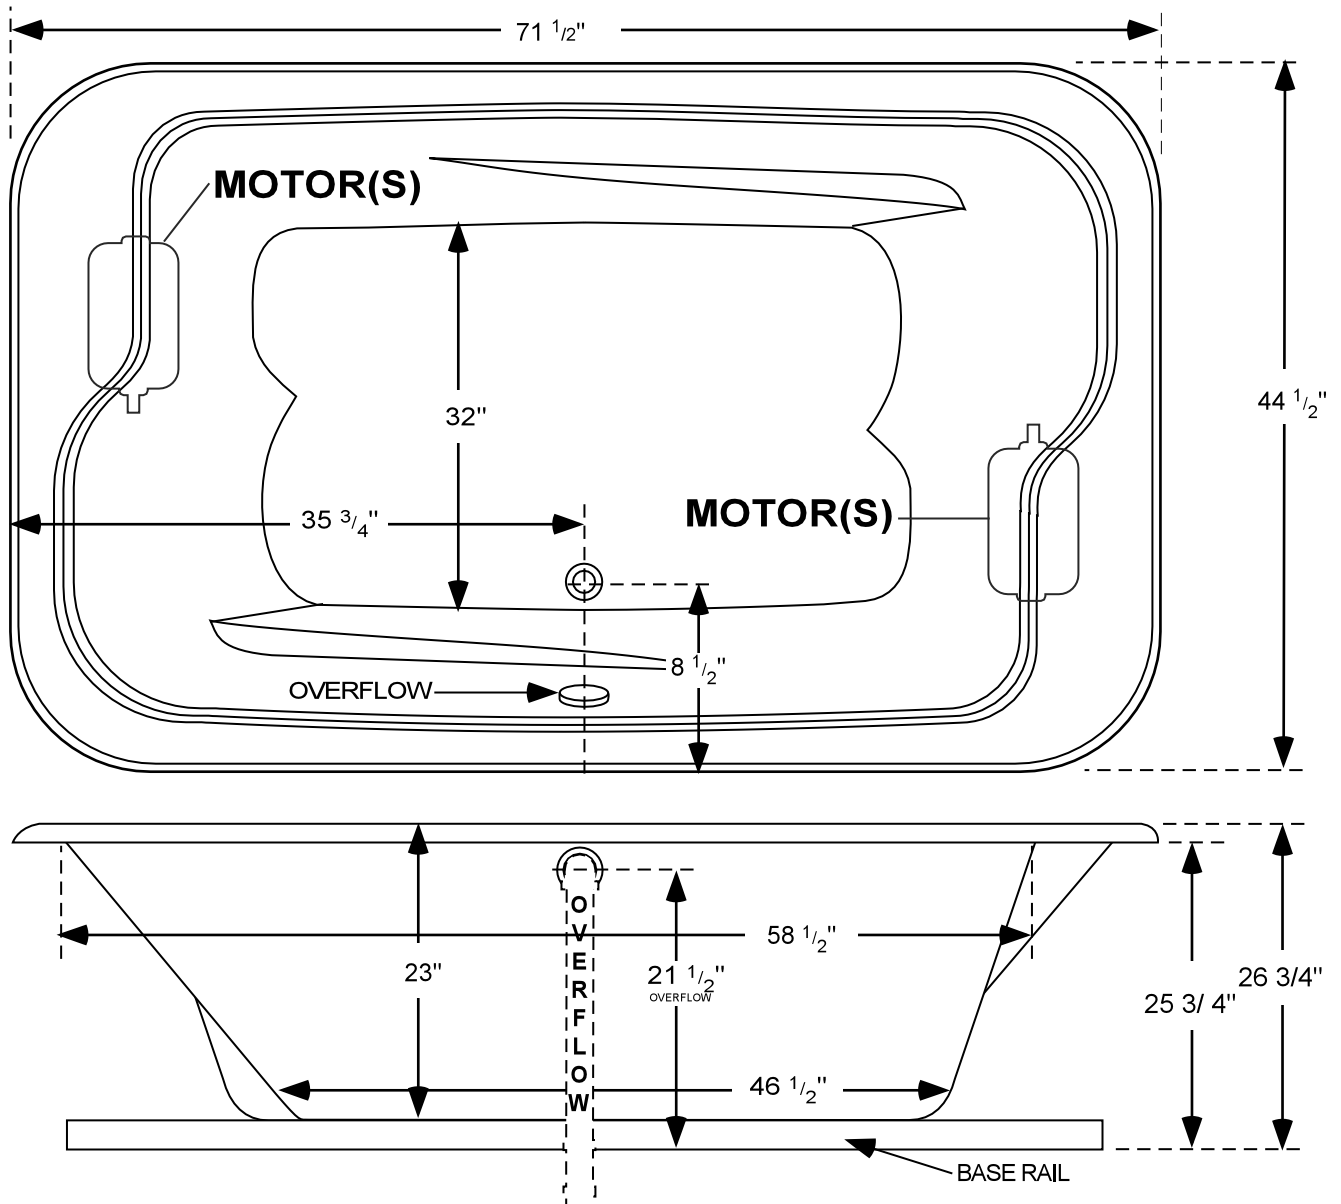 71 1/2"
MOTOR(S)
44 1/2"
32"
35 3/4"
MOTOR(S)
8 1/2"
OVERFLOW
OVERFLOW
58 1/2"
23"
21 1/2"
OVERFLOW
26 3/4"
25 3/ 4"
46 1/2"
BASE RAIL